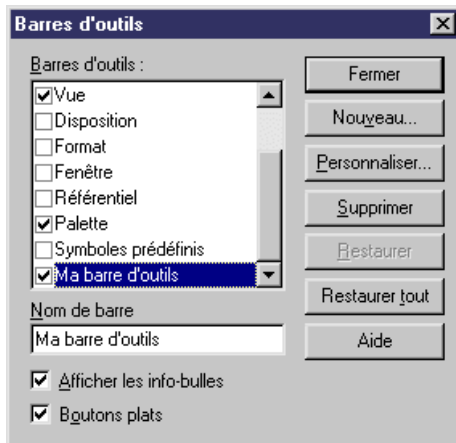 Barres d'outils
Barres d'outils :
Vue
Disposition
Format
Fenêtre
Référentiel
Palette
Symboles prédéfinis
Ma barre d'outils
Nom de barre
Ma barre d'outils
Afficher les info-bulles
Boutons plats
Fermer
Nouveau...
Personnaliser...
Supprimer
Restaurer
Restaurer tout
Aide